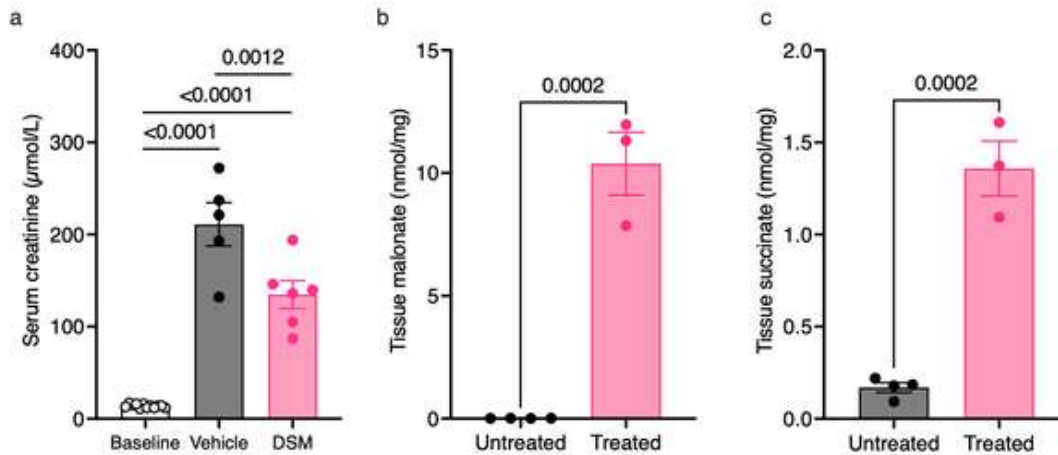 a
Serum creatinine (μmol/L)
400
300
200
100
0
0.0012
<0.0001
<0.0001
Baseline Vehicle DSM
b
Tissue malonate (nmol/mg)
15
10
5
0
0.0002
Untreated Treated
c
Tissue succinate (nmol/mg)
2.0
1.5
1.0
0.5
0.0
0.0002
Untreated Treated